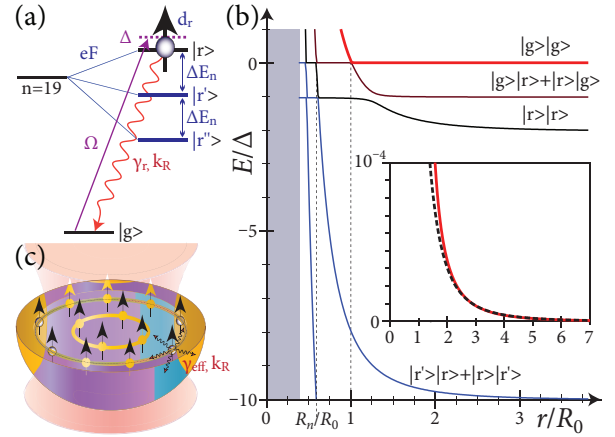 (a)
d_r
Δ
|r>
eF
ΔE_n
n=19
|r'>
ΔE_n
|r''>
Ω
γ_r, k_R
|g>
(b)
E/Δ
0
−5
−10
|g>|g>
|g>|r>+|r>|g>
|r>|r>
|r'>|r>+|r>|r'>
10^-4
0
0 1 2 3 4 5 6 7
0 R_n/R_0 1 3 r/R_0
(c)
γ_eff, k_R